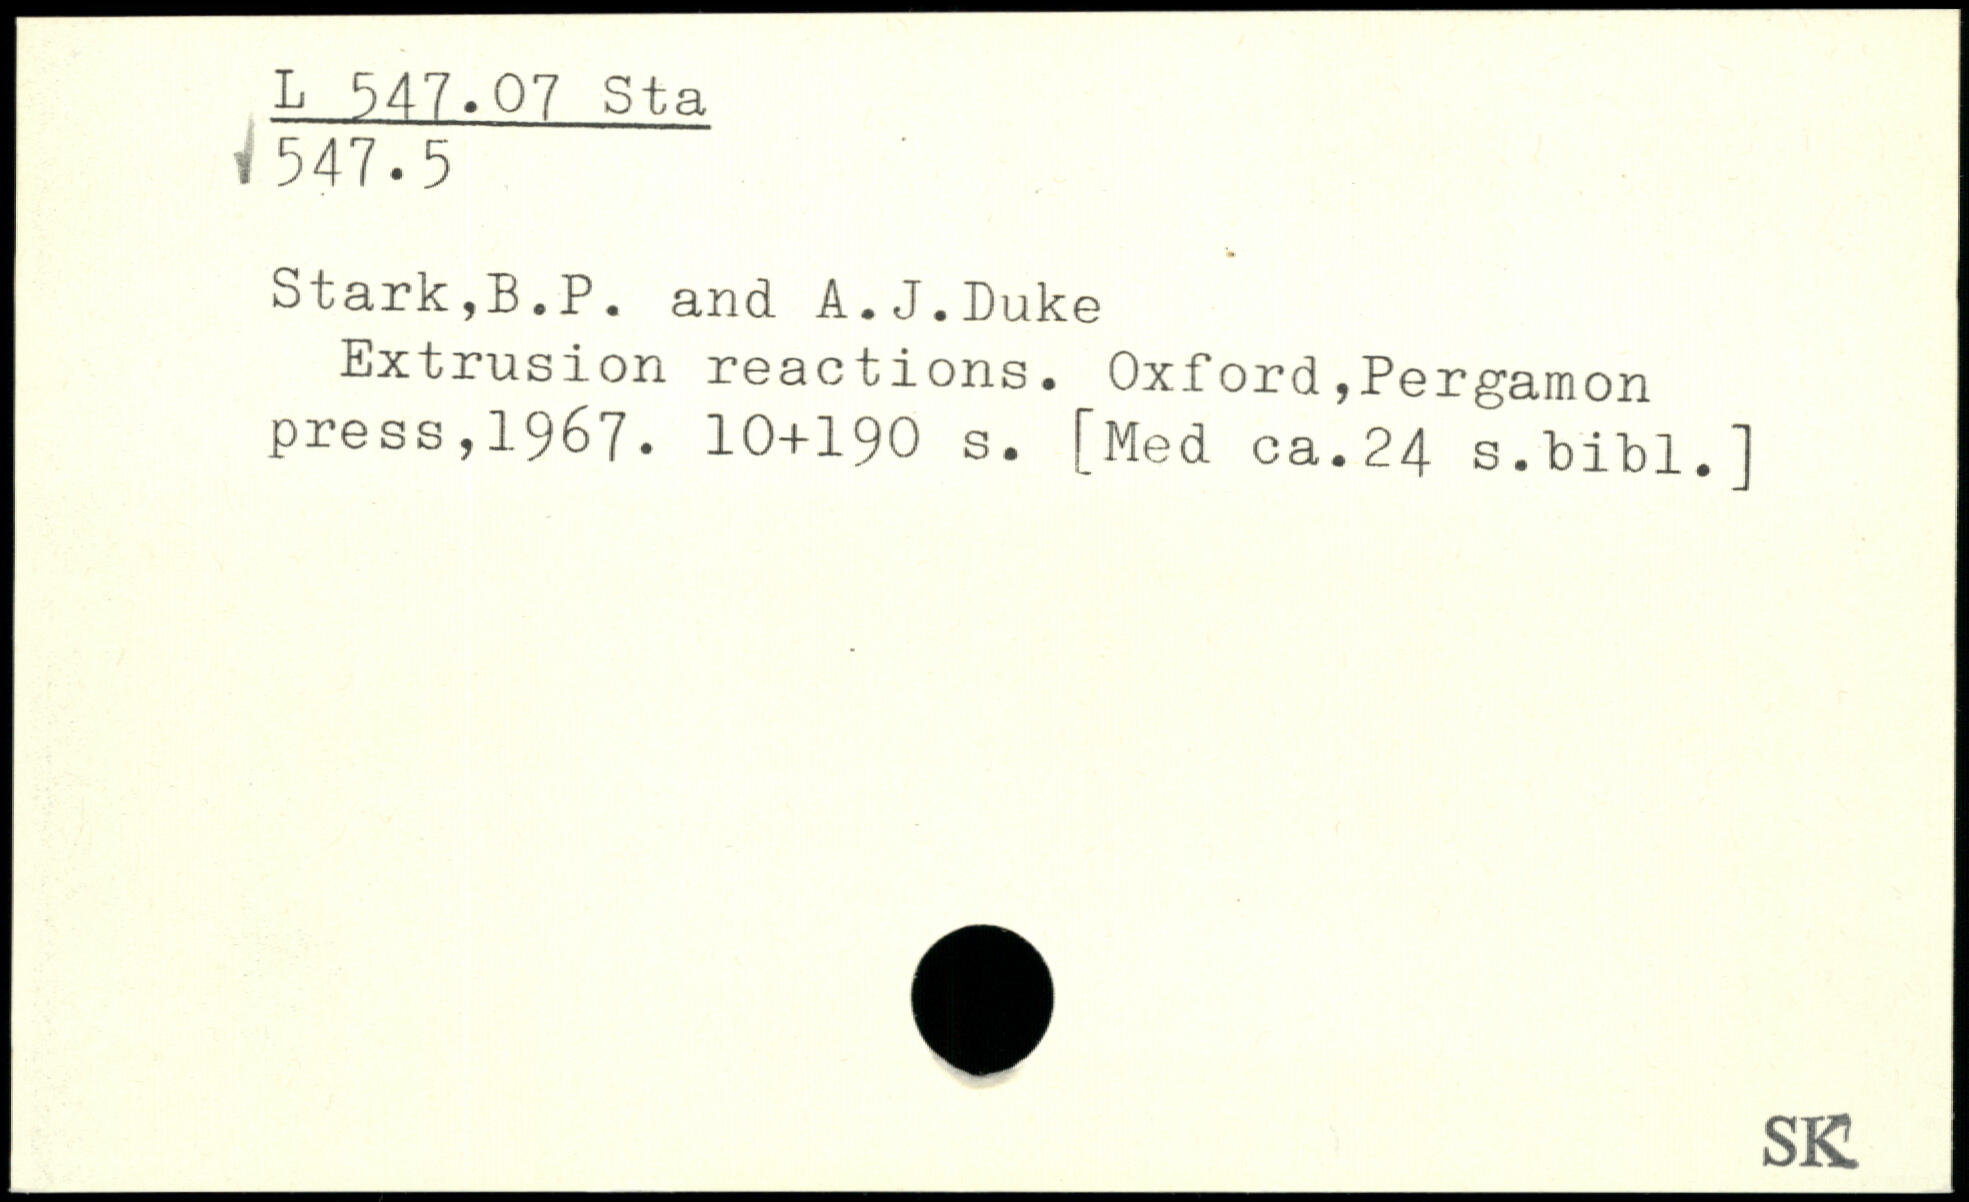 L 547.07 Sta
547.5
Stark,B.P. and A.J.Duke
Extrusion reactions. Oxford,Pergamon
press,1967. 10+190 s. [Med ca.24 s.bibl.]
SK